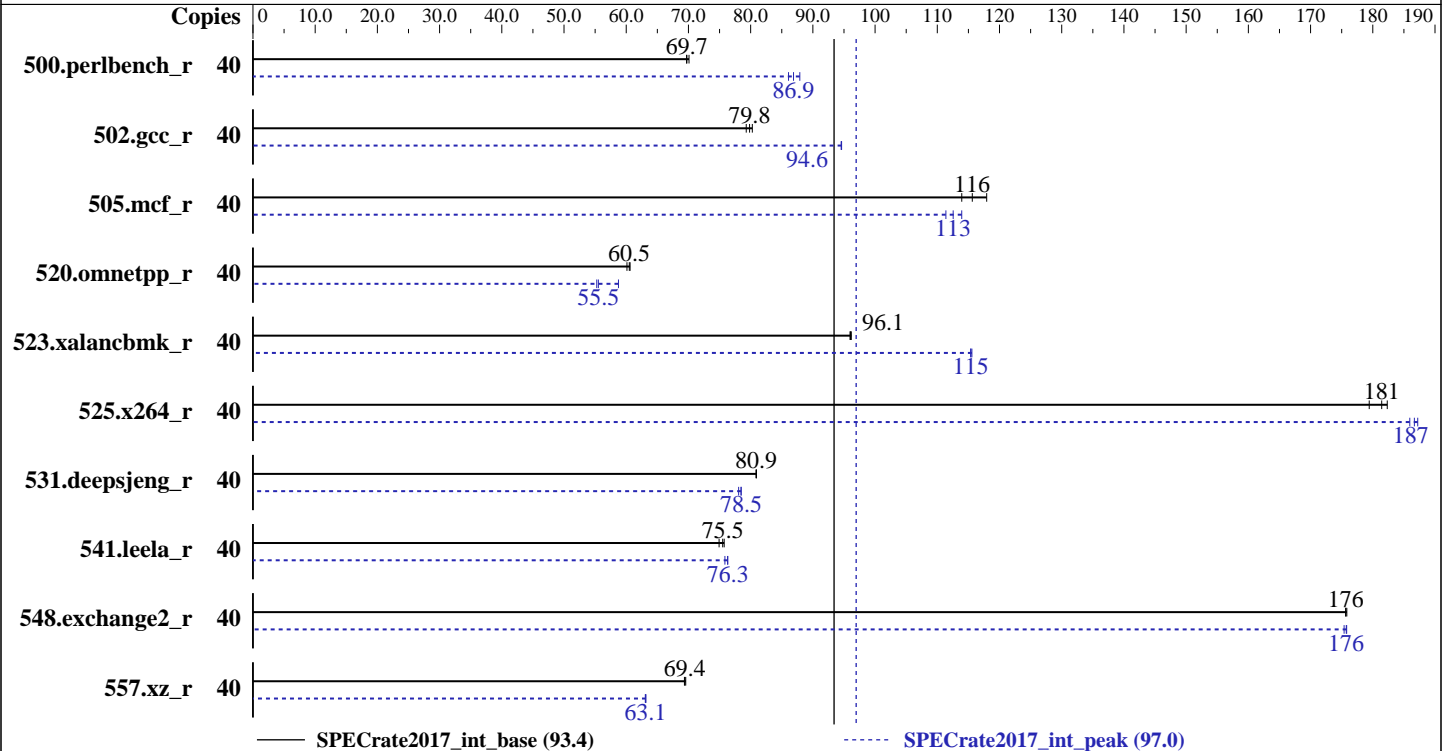 Copies 0 10.0 20.0 30.0 40.0 50.0 60.0 70.0 80.0 90.0 100 110 120 130 140 150 160 170 180 190
69.7
500.perlbench_r 40
86.9
79.8
502.gcc_r 40
94.6
116
505.mcf_r 40
113
60.5
520.omnetpp_r 40
55.5
96.1
523.xalancbmk_r 40
115
181
525.x264_r 40
187
80.9
531.deepsjeng_r 40
78.5
75.5
541.leela_r 40
76.3
176
548.exchange2_r 40
176
69.4
557.xz_r 40
63.1
SPECrate2017_int_base (93.4) SPECrate2017_int_peak (97.0)